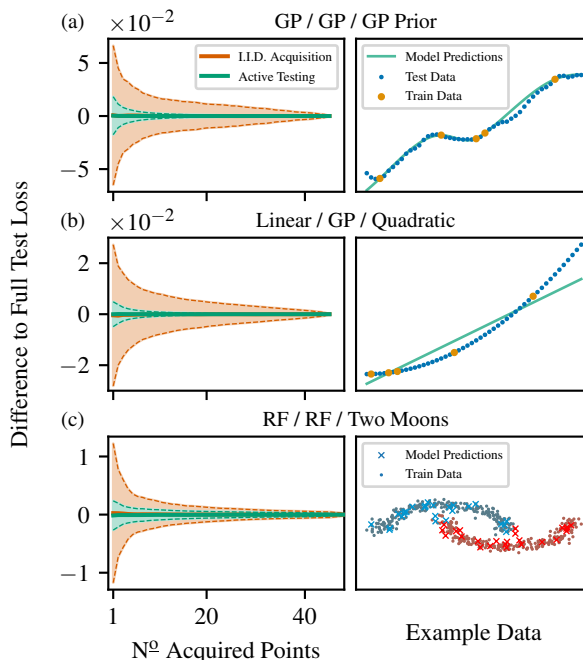 (a) GP / GP / GP Prior
×10−2
5
0
−5
I.I.D. Acquisition
Active Testing
Model Predictions
Test Data
Train Data
(b) Linear / GP / Quadratic
×10−2
2
0
−2
(c) RF / RF / Two Moons
1
0
−1
Model Predictions
Train Data
1 20 40
Nº Acquired Points
Example Data
Difference to Full Test Loss